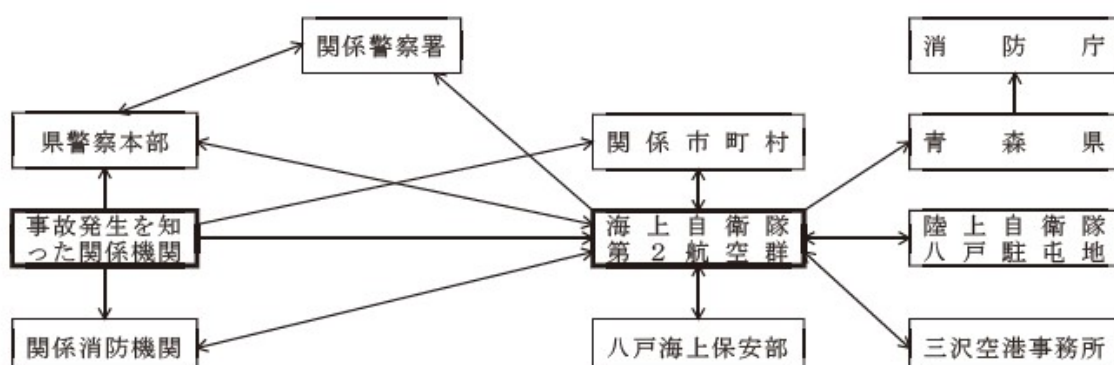 関係警察署
消防庁
県警察本部
関係市町村
青森県
事故発生を知
った関係機関
海上自衛隊
第2航空群
陸上自衛隊
八戸駐屯地
関係消防機関
八戸海上保安部
三沢空港事務所